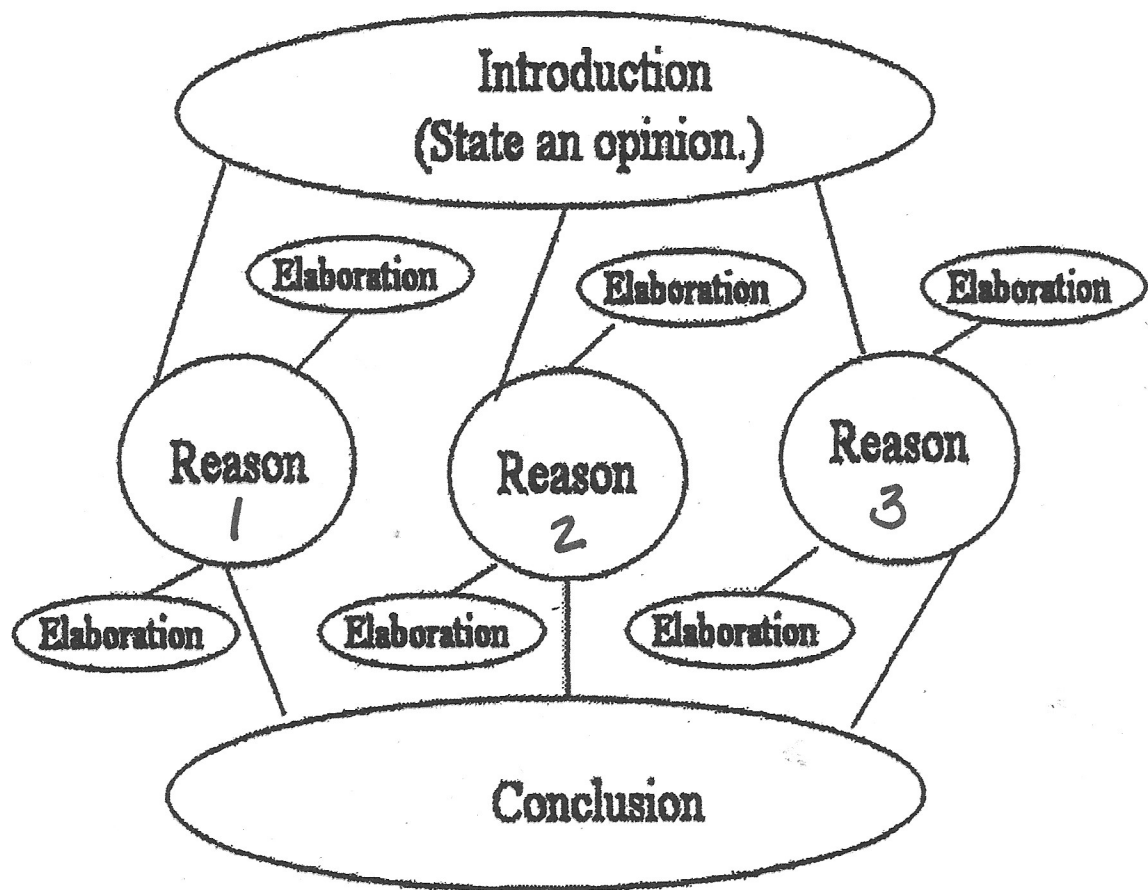 Introduction
(State an opinion.)
Elaboration
Elaboration
Elaboration
Reason
1
Reason
2
Reason
3
Elaboration
Elaboration
Elaboration
Conclusion